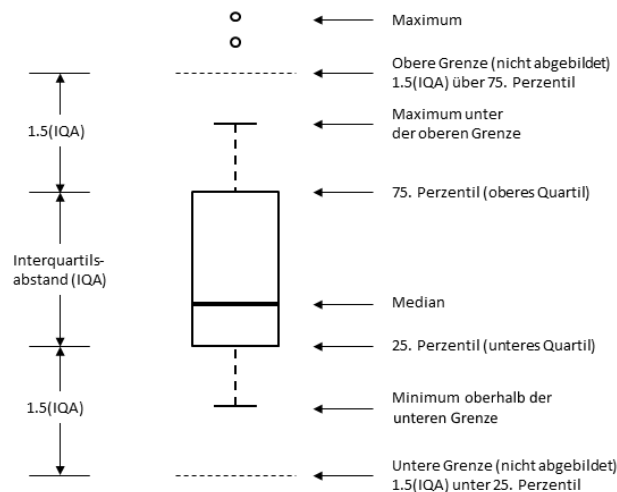 Maximum
Obere Grenze (nicht abgebildet)
1.5(IQA) über 75. Perzentil
Maximum unter
der oberen Grenze
1.5(IQA)
75. Perzentil (oberes Quartil)
Interquartils-
abstand (IQA)
Median
25. Perzentil (unteres Quartil)
1.5(IQA)
Minimum oberhalb der
unteren Grenze
Untere Grenze (nicht abgebildet)
1.5(IQA) unter 25. Perzentil